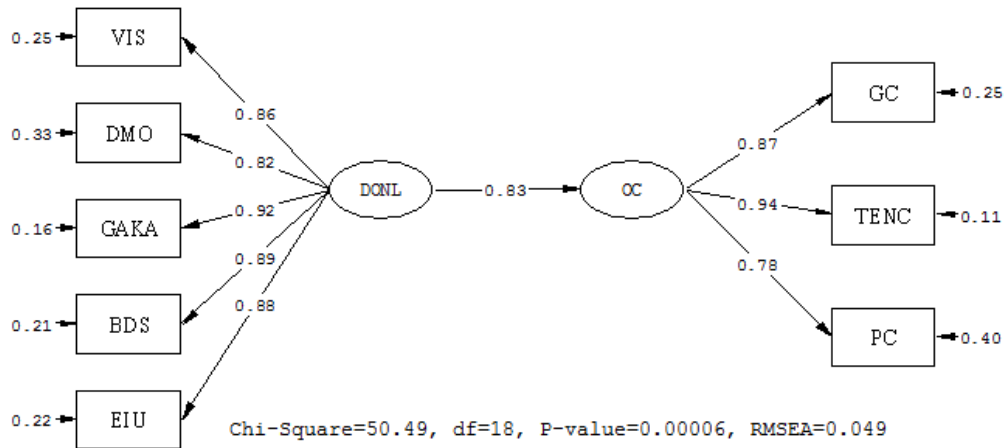 0.25 VIS
0.86
0.33 DMO
0.82
0.16 GAKA
0.92
0.21 BDS
0.89
0.22 EIU
0.88
DONL
0.83
OC
0.87
GC 0.25
0.94
TENC 0.11
0.78
PC 0.40
Chi-Square=50.49, df=18, P-value=0.00006, RMSEA=0.049